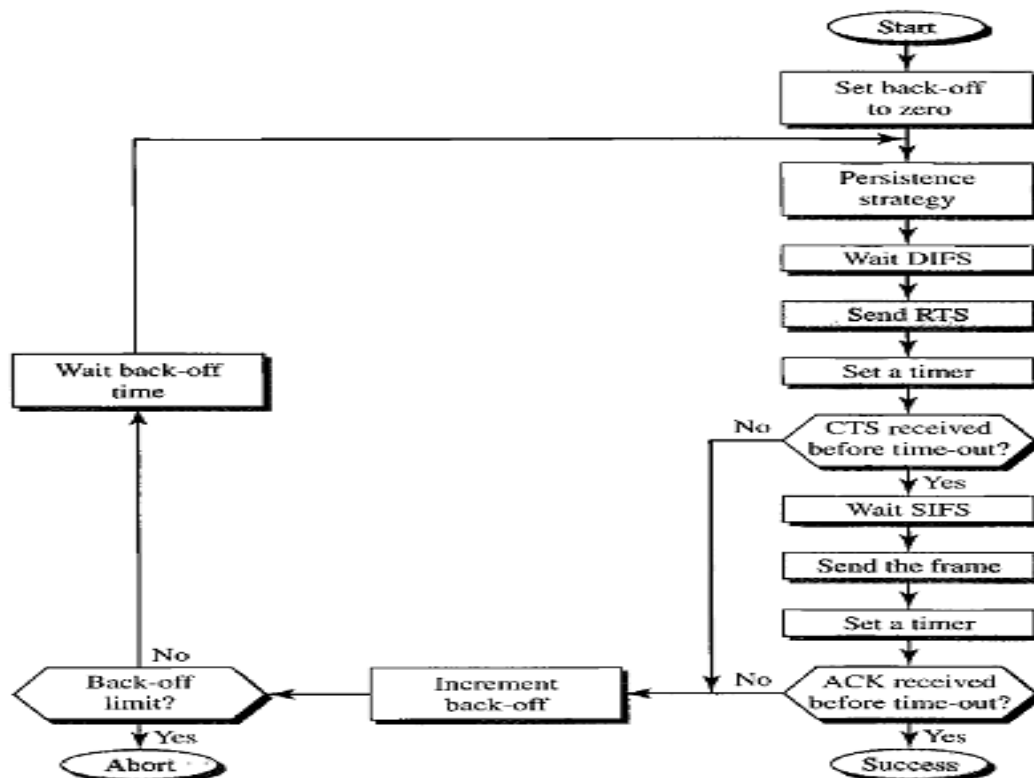 Start
Set back-off
to zero
Persistence
strategy
Wait DIFS
Send RTS
Wait back-off
time
Set a timer
No
CTS received
before time-out?
Yes
Wait SIFS
Send the frame
Set a timer
No
Back-off
limit?
Increment
back-off
No
ACK received
before time-out?
Yes
Abort
Yes
Success